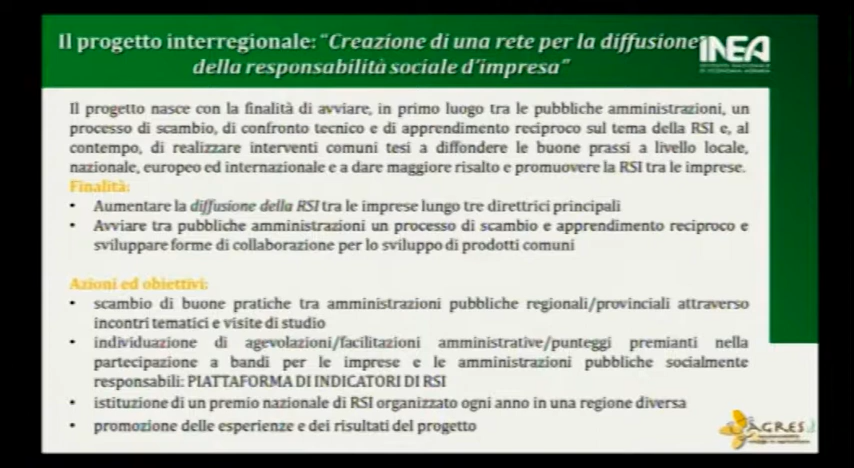 Il progetto interregionale: "Creazione di una rete per la diffusione
della responsabilità sociale d'impresa"
INEA
Il progetto nasce con la finalità di avviare, in primo luogo tra le pubbliche amministrazioni, un
processo di scambio, di confronto tecnico e di apprendimento reciproco sul tema della RSI e, al
contempo, di realizzare interventi comuni tesi a diffondere le buone prassi a livello locale,
nazionale, europeo ed internazionale e a dare maggiore risalto e promuovere la RSI tra le imprese.
Finalità:
• Aumentare la diffusione della RSI tra le imprese lungo tre direttrici principali
• Avviare tra pubbliche amministrazioni un processo di scambio e apprendimento reciproco e
sviluppare forme di collaborazione per lo sviluppo di prodotti comuni
Azioni ed obiettivi:
• scambio di buone pratiche tra amministrazioni pubbliche regionali/provinciali attraverso
incontri tematici e visite di studio
• individuazione di agevolazioni/facilitazioni amministrative/punteggi premianti nella
partecipazione a bandi per le imprese e le amministrazioni pubbliche socialmente
responsabili: PIATTAFORMA DI INDICATORI DI RSI
• istituzione di un premio nazionale di RSI organizzato ogni anno in una regione diversa
• promozione delle esperienze e dei risultati del progetto
AGRES